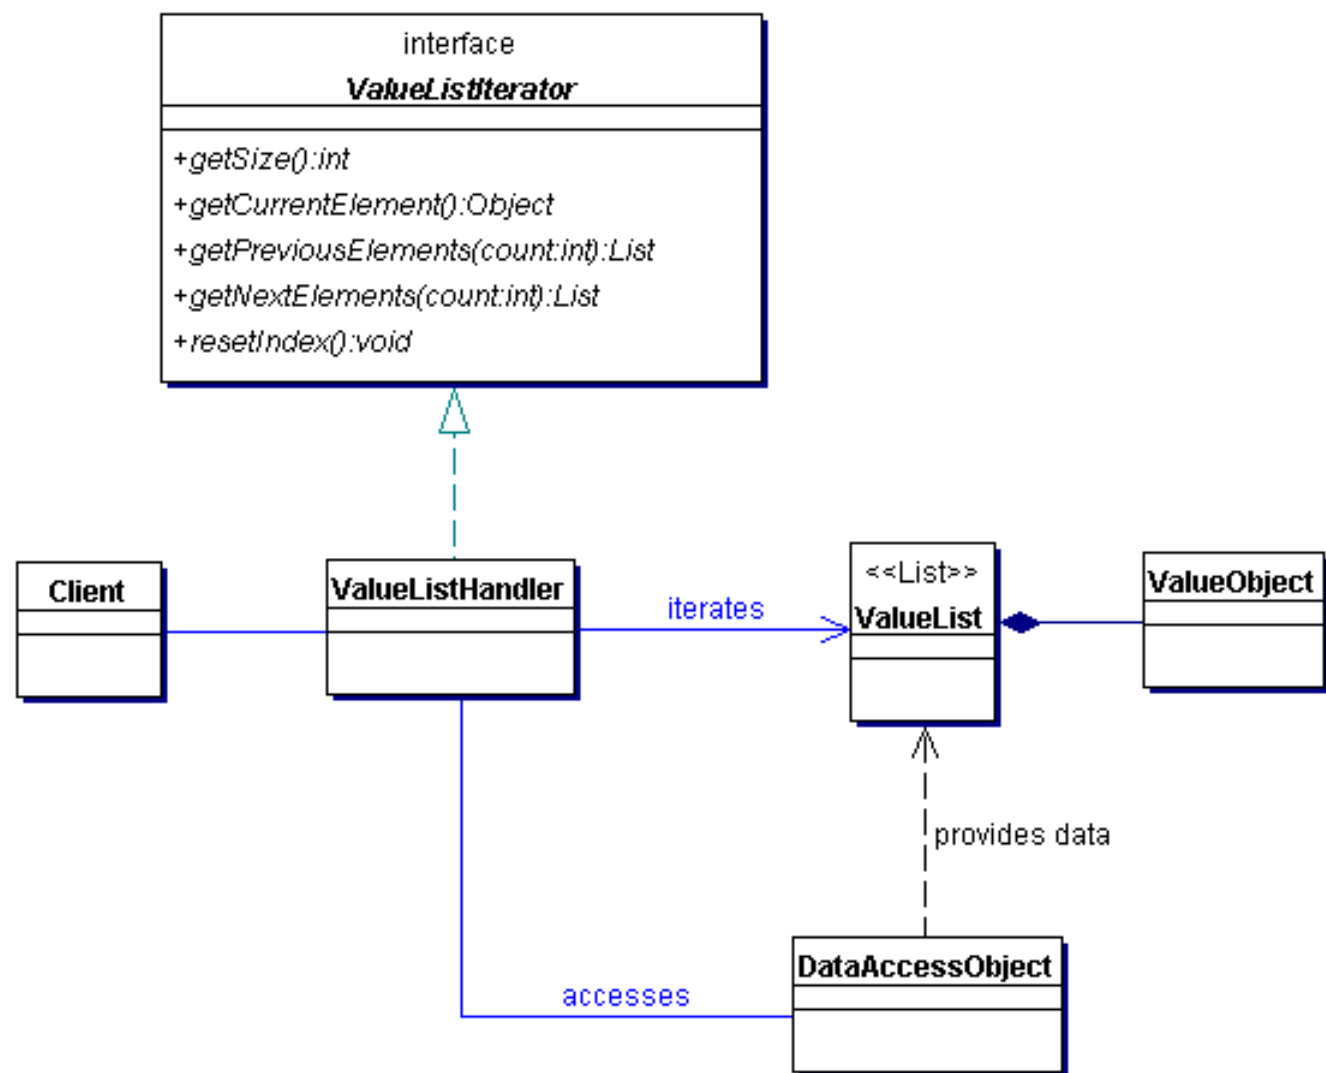 interface
ValueListIterator
+getSize():int
+getCurrentElement():Object
+getPreviousElements(count:int):List
+getNextElements(count:int):List
+resetIndex():void
Client
ValueListHandler
iterates
<<List>>
ValueList
ValueObject
provides data
DataAccessObject
accesses